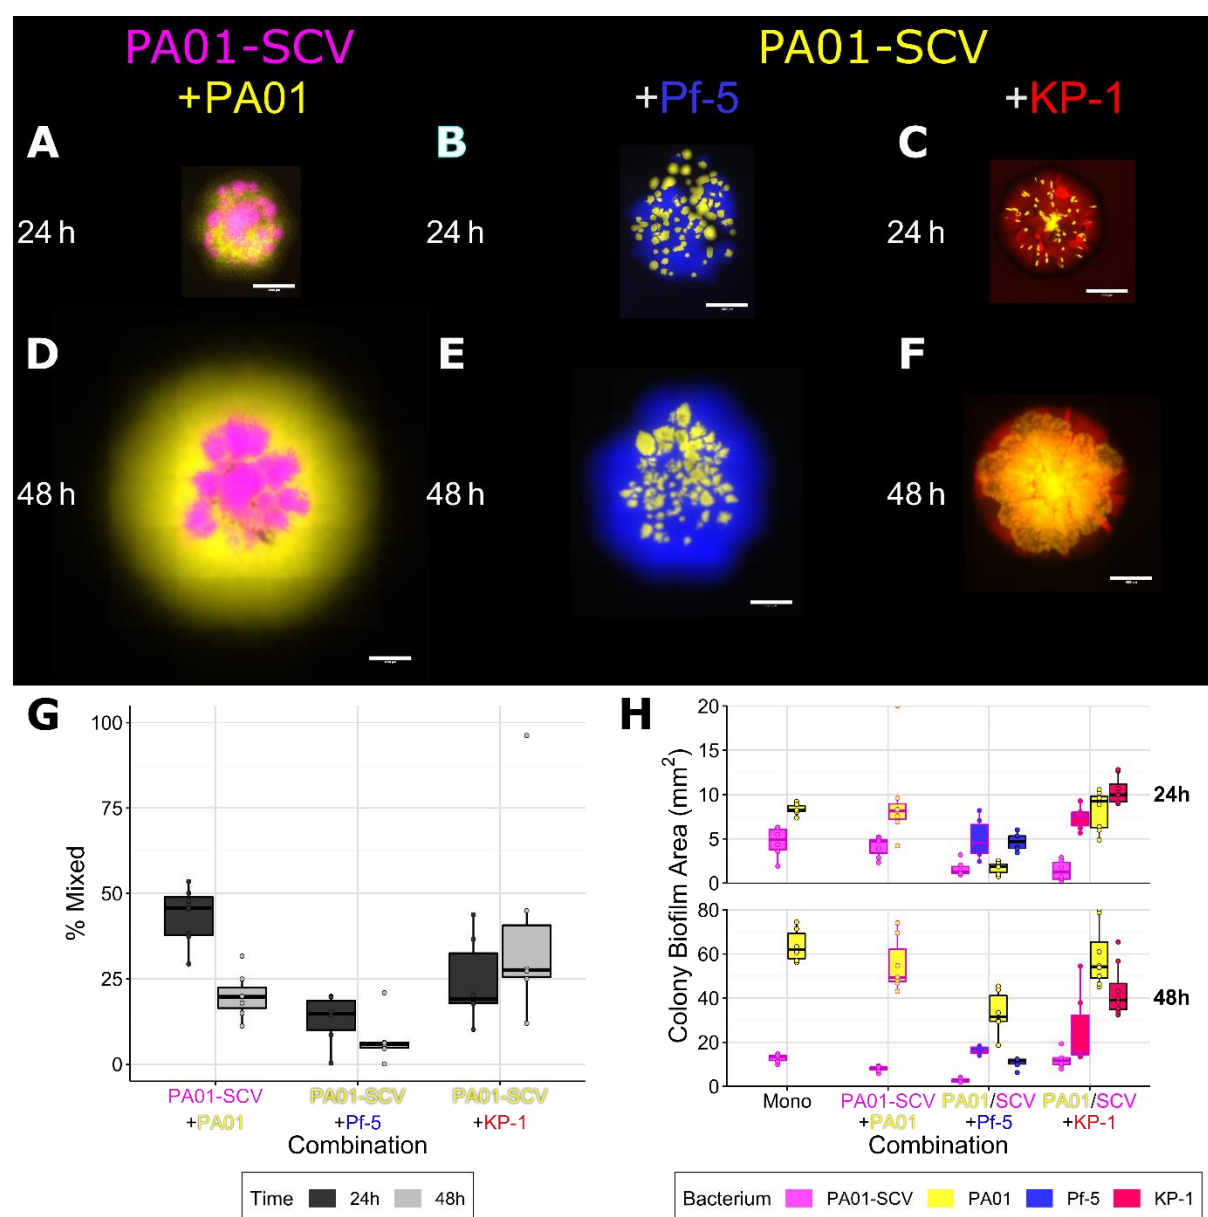 PA01-SCV PA01-SCV
+PA01 +Pf-5 +KP-1
A B C
24 h 24 h 24 h
D E F
48 h 48 h 48 h
G
% Mixed
100
75
50
25
0
PA01-SCV PA01-SCV PA01-SCV
+PA01 +Pf-5 +KP-1
Combination
Time 24h 48h
H
Colony Biofilm Area (mm²)
20
15
10
5
0
24h
80
60
40
20
0
48h
Mono PA01-SCV PA01/SCV PA01/SCV
+PA01 +Pf-5 +KP-1
Combination
Bacterium PA01-SCV PA01 Pf-5 KP-1